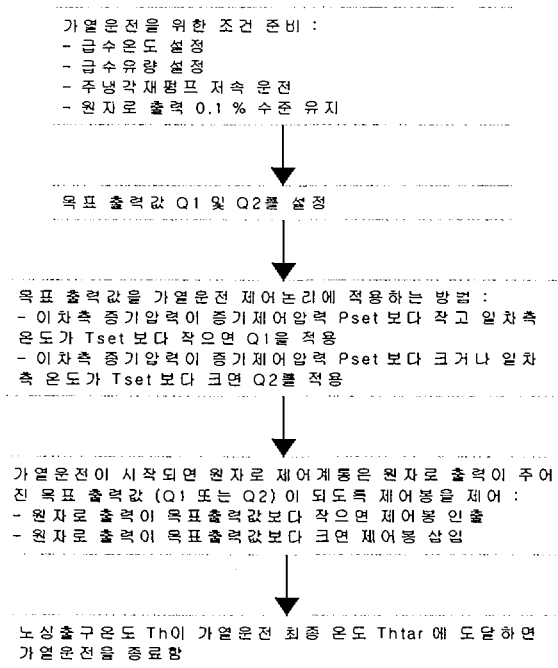 가열운전을 위한 조건 준비 :
- 급수온도 설정
- 급수유량 설정
- 주냉각재펌프 저속 운전
- 원자로 출력 0.1 % 수준 유지
목표 출력값 Q1 및 Q2를 설정
목표 출력값을 가열운전 제어논리에 적용하는 방법 :
- 이차측 증기압력이 증기제어압력 Pset 보다 작고 일차측
온도가 Tset 보다 작으면 Q1을 적용
- 이차측 증기압력이 증기제어압력 Pset 보다 크거나 일차
측 온도가 Tset 보다 크면 Q2를 적용
가열운전이 시작되면 원자로 제어계통은 원자로 출력이 주어
진 목표 출력값 (Q1 또는 Q2) 이 되도록 제어봉을 제어 :
- 원자로 출력이 목표출력값보다 작으면 제어봉 인출
- 원자로 출력이 목표출력값보다 크면 제어봉 삽입
노심출구온도 Th이 가열운전 최종 온도 Thtar 에 도달하면
가열운전을 종료함